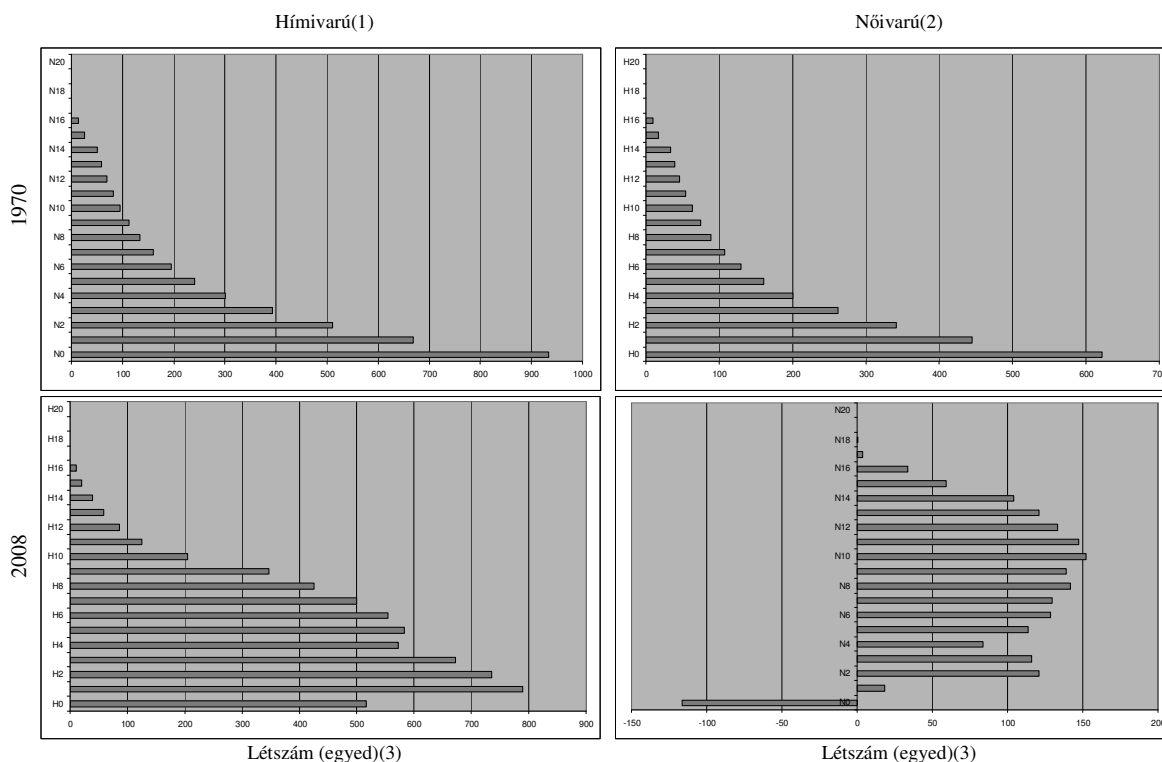 Hímivarú(1)
Nőivarú(2)
1970
N20
N18
N16
N14
N12
N10
N8
N6
N4
N2
N0
0 100 200 300 400 500 600 700 800 900 1000
H20
H18
H16
H14
H12
H10
H8
H6
H4
H2
H0
0 100 200 300 400 500 600 700
2008
H20
H18
H16
H14
H12
H10
H8
H6
H4
H2
H0
0 100 200 300 400 500 600 700 800 900
N20
N18
N16
N14
N12
N10
N8
N6
N4
N2
N0
-150 -100 -50 0 50 100 150 200
Létszám (egyed)(3)
Létszám (egyed)(3)